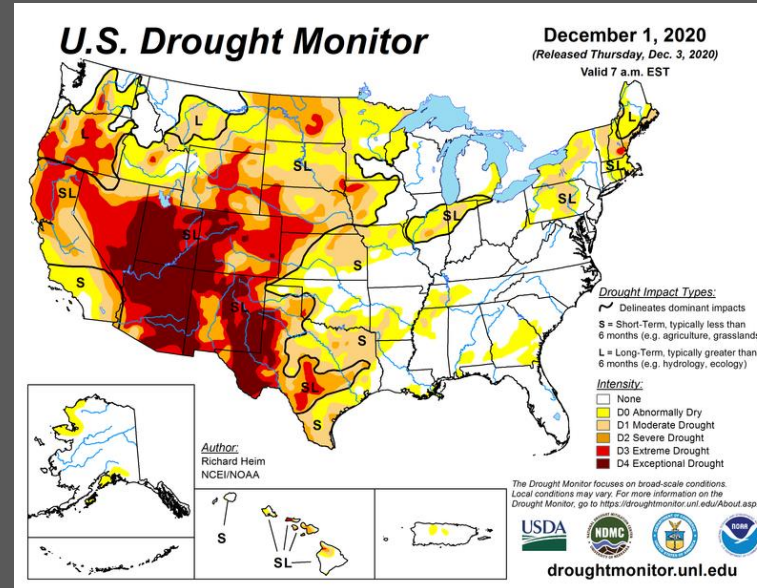 U.S. Drought Monitor
December 1, 2020
(Released Thursday, Dec. 3, 2020)
Valid 7 a.m. EST
L
L
L
SL
SL
SL
SL
SL
SL
S
S
SL
S
SL
S
Drought Impact Types:
Delineates dominant impacts
S = Short-Term, typically less than
6 months (e.g. agriculture, grasslands
L = Long-Term, typically greater than
6 months (e.g. hydrology, ecology)
Intensity:
None
D0 Abnormally Dry
D1 Moderate Drought
D2 Severe Drought
D3 Extreme Drought
D4 Exceptional Drought
Author:
Richard Heim
NCEI/NOAA
S
SL
The Drought Monitor focuses on broad-scale conditions.
Local conditions may vary. For more information on the
Drought Monitor, go to https://droughtmonitor.unl.edu/About.asp
USDA
NDMC
NOAA
droughtmonitor.unl.edu